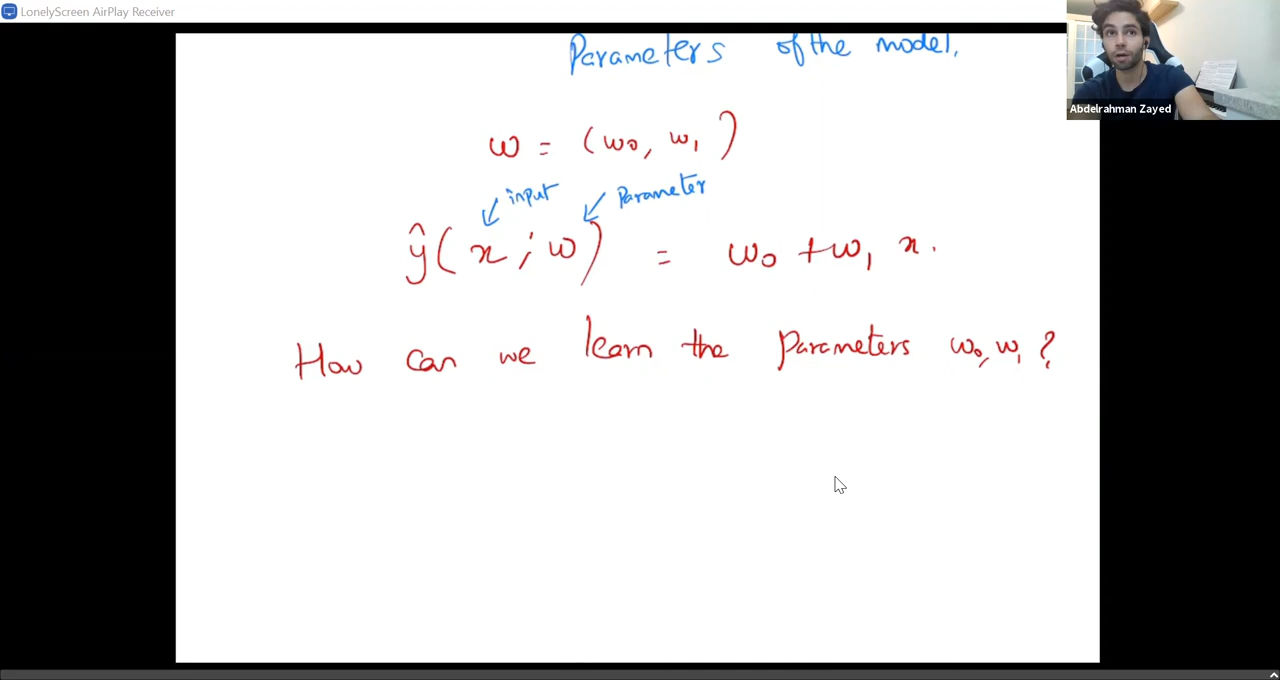 LonelyScreen AirPlay Receiver
Abdelrahman Zayed
Parameters of the model.
w = (w₀, w₁)
input
Parameter
ŷ(x; w) = w₀ + w₁ x.
How can we learn the parameters w₀, w₁?